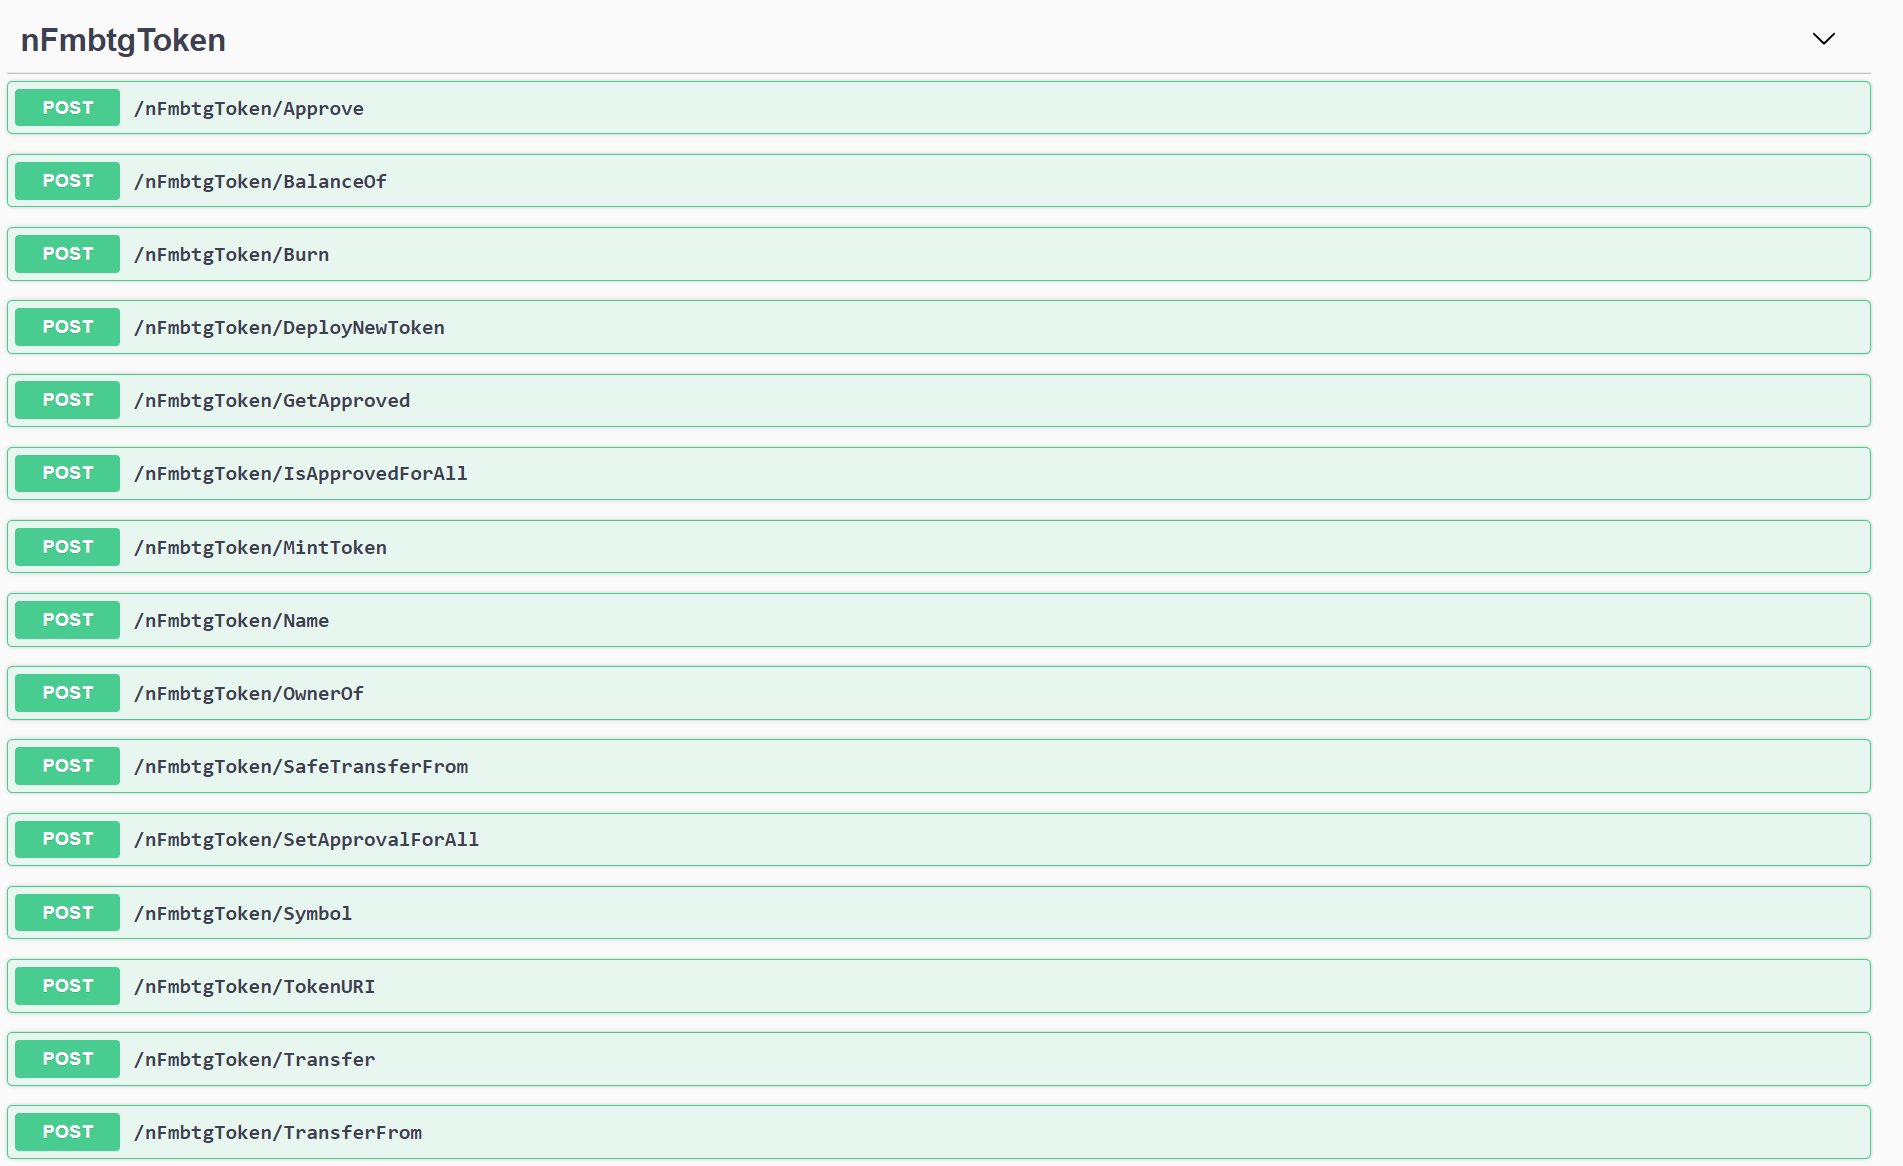 nFmbtgToken
POST /nFmbtgToken/Approve
POST /nFmbtgToken/BalanceOf
POST /nFmbtgToken/Burn
POST /nFmbtgToken/DeployNewToken
POST /nFmbtgToken/GetApproved
POST /nFmbtgToken/IsApprovedForAll
POST /nFmbtgToken/MintToken
POST /nFmbtgToken/Name
POST /nFmbtgToken/OwnerOf
POST /nFmbtgToken/SafeTransferFrom
POST /nFmbtgToken/SetApprovalForAll
POST /nFmbtgToken/Symbol
POST /nFmbtgToken/TokenURI
POST /nFmbtgToken/Transfer
POST /nFmbtgToken/TransferFrom